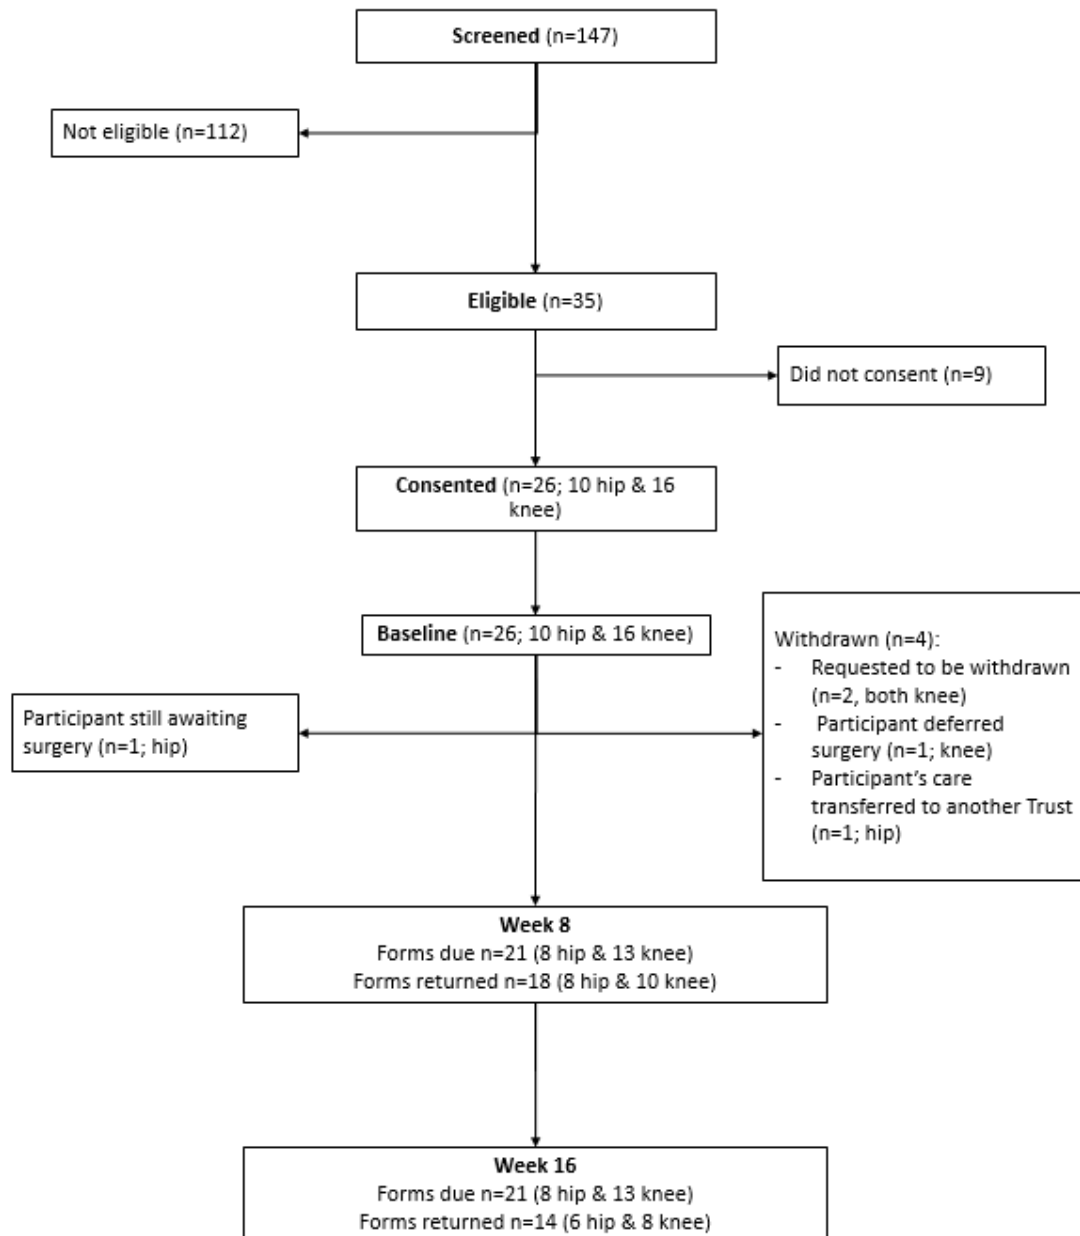 Screened (n=147)
Not eligible (n=112)
Eligible (n=35)
Did not consent (n=9)
Consented (n=26; 10 hip & 16
knee)
Baseline (n=26; 10 hip & 16 knee)
Participant still awaiting
surgery (n=1; hip)
Withdrawn (n=4):
- Requested to be withdrawn
(n=2, both knee)
- Participant deferred
surgery (n=1; knee)
- Participant's care
transferred to another Trust
(n=1; hip)
Week 8
Forms due n=21 (8 hip & 13 knee)
Forms returned n=18 (8 hip & 10 knee)
Week 16
Forms due n=21 (8 hip & 13 knee)
Forms returned n=14 (6 hip & 8 knee)